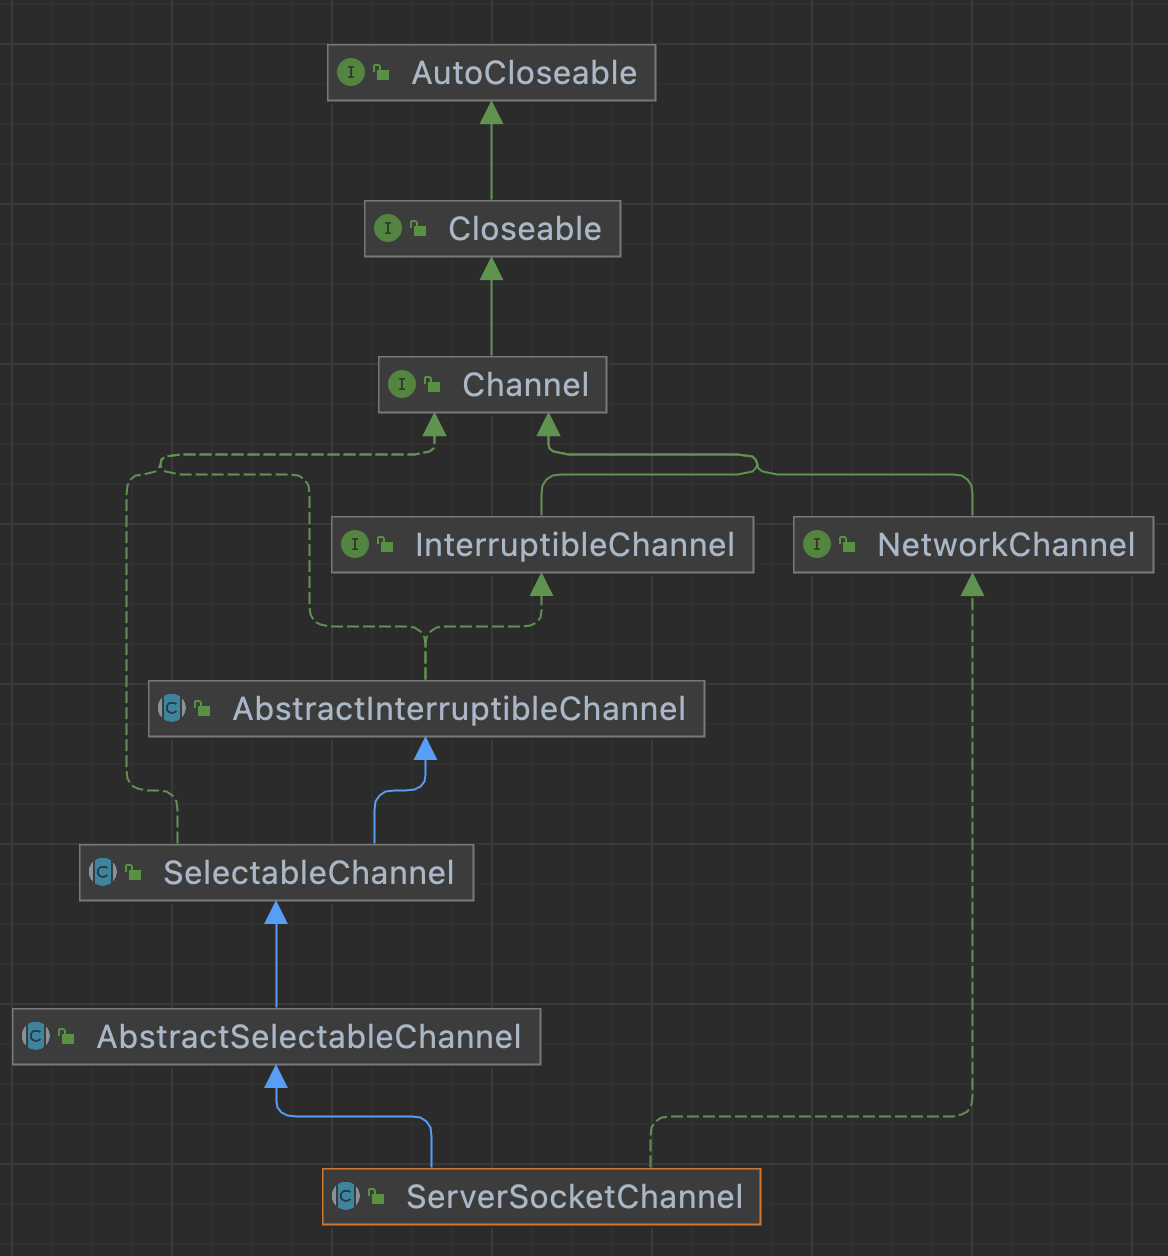 I AutoCloseable
I Closeable
I Channel
I InterruptibleChannel
I NetworkChannel
C AbstractInterruptibleChannel
C SelectableChannel
C AbstractSelectableChannel
C ServerSocketChannel